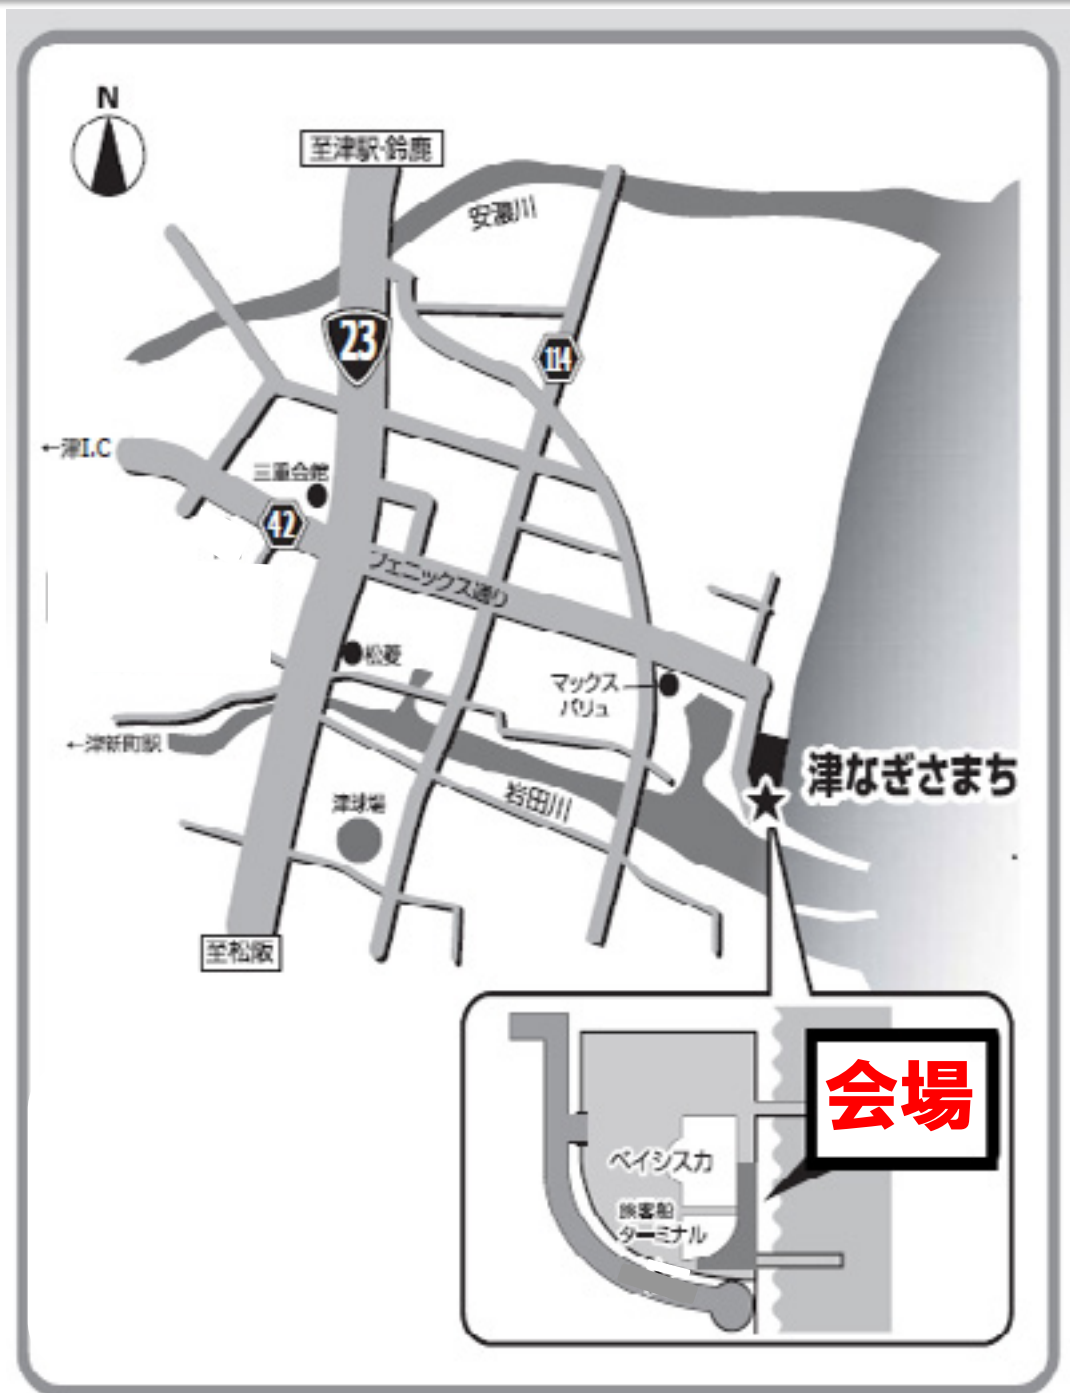 N
至津駅・鈴鹿
安濃川
23
114
←津I.C
三重会館
42
フェニックス通り
松菱
マックス
バリュ
←津新町駅
津なぎさまち
津球場
岩田川
至松阪
会場
ベイシスカ
旅客船
ターミナル